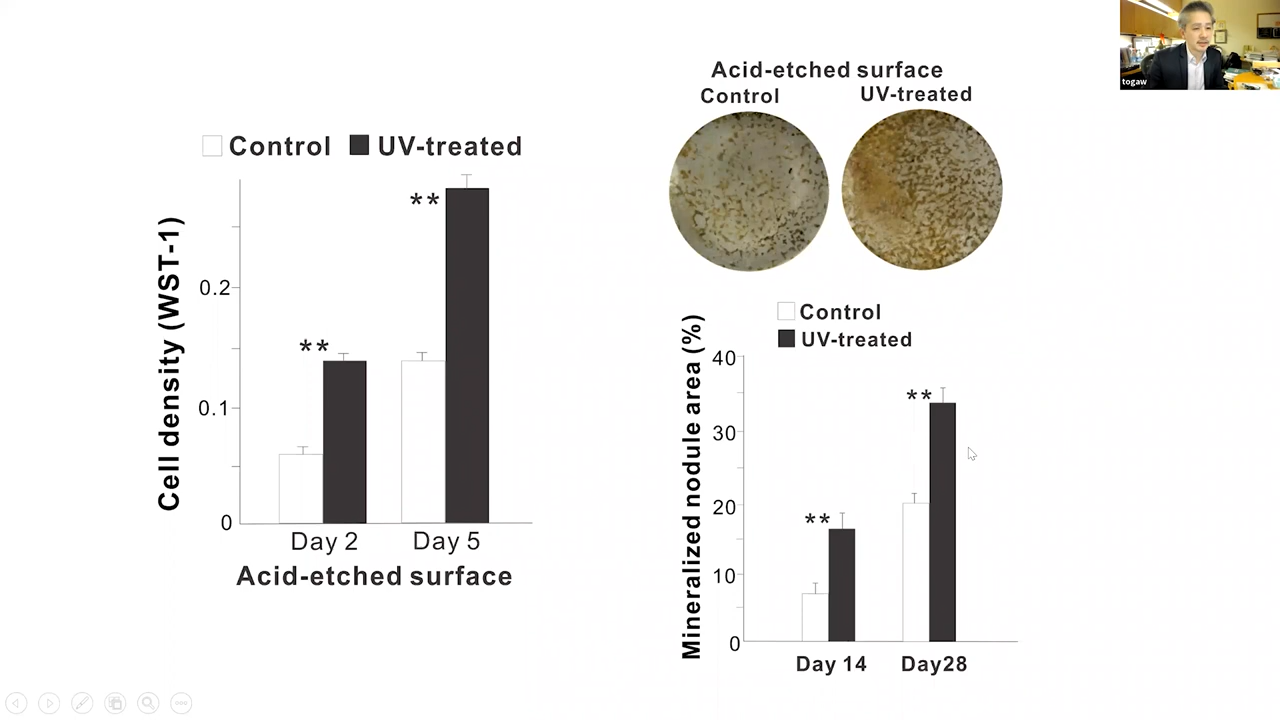 togaw
Control UV-treated
Cell density (WST-1)
0.2
0.1
0
** **
Day 2 Day 5
Acid-etched surface
Acid-etched surface
Control UV-treated
Control
UV-treated
Mineralized nodule area (%)
40
30
20
10
0
** **
Day 14 Day28